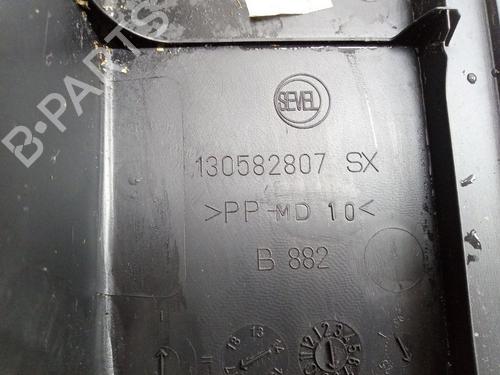 SEVEL
130582807 SX
>PP-MD 10<
B 882
B-PARTS